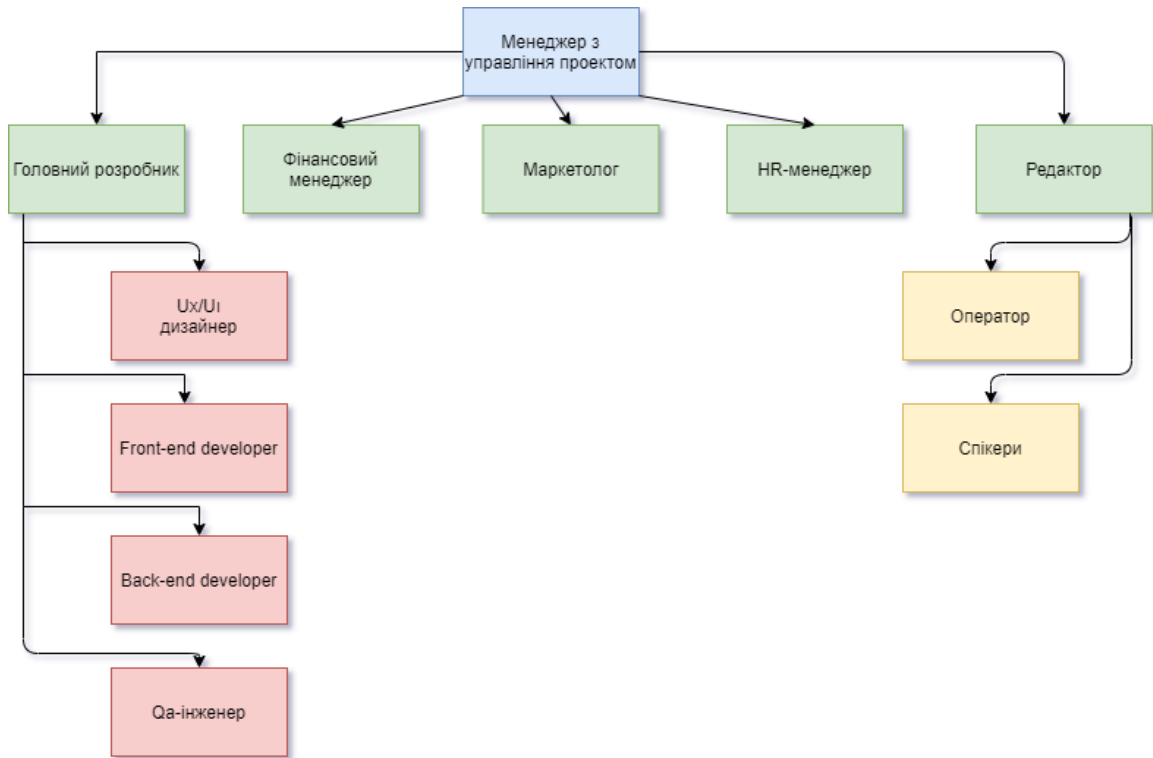 Менеджер з
управління проектом
Головний розробник
Фінансовий
менеджер
Маркетолог
HR-менеджер
Редактор
Ux/Uı
дизайнер
Оператор
Front-end developer
Спікери
Back-end developer
Qa-інженер